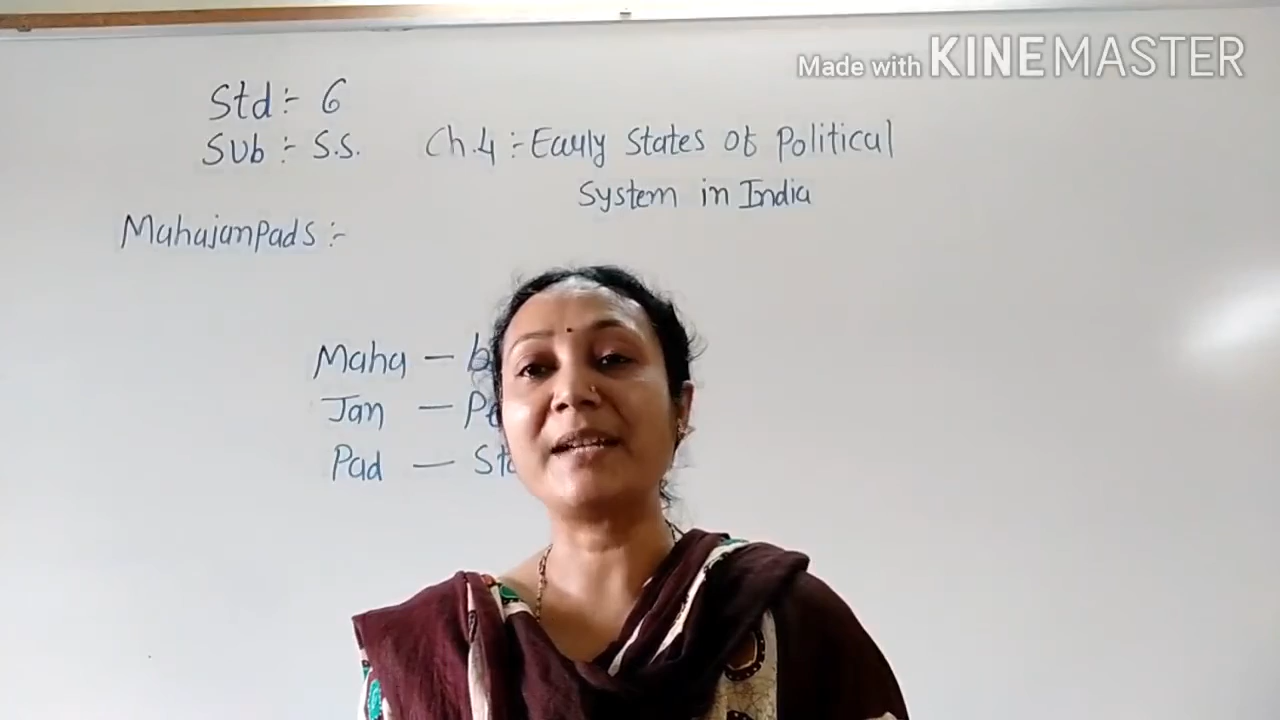 Made with KINEMASTER
Std :- 6
Sub :- S.S.
Ch.4 :- Early States of Political
System in India
Mahajanpads :-
Maha —
Jan —
Pad —